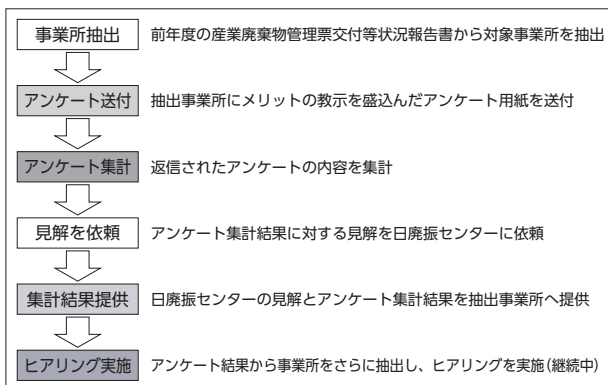 事業所抽出 前年度の産業廃棄物管理票交付等状況報告書から対象事業所を抽出
アンケート送付 抽出事業所にメリットの教示を盛込んだアンケート用紙を送付
アンケート集計 返信されたアンケートの内容を集計
見解を依頼 アンケート集計結果に対する見解を日廃振センターに依頼
集計結果提供 日廃振センターの見解とアンケート集計結果を抽出事業所へ提供
ヒアリング実施 アンケート結果から事業所をさらに抽出し、ヒアリングを実施(継続中)